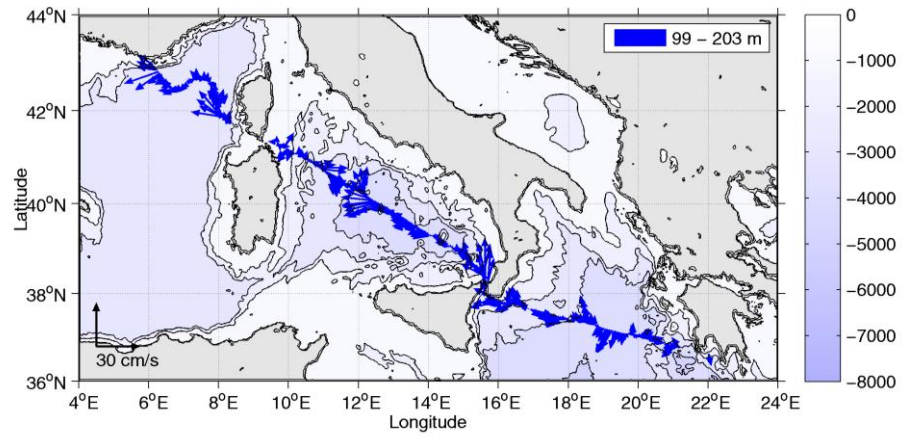 44°N
42°N
40°N
38°N
36°N
Latitude
4°E 6°E 8°E 10°E 12°E 14°E 16°E 18°E 20°E 22°E 24°E
Longitude
99 − 203 m
30 cm/s
0
−1000
−2000
−3000
−4000
−5000
−6000
−7000
−8000